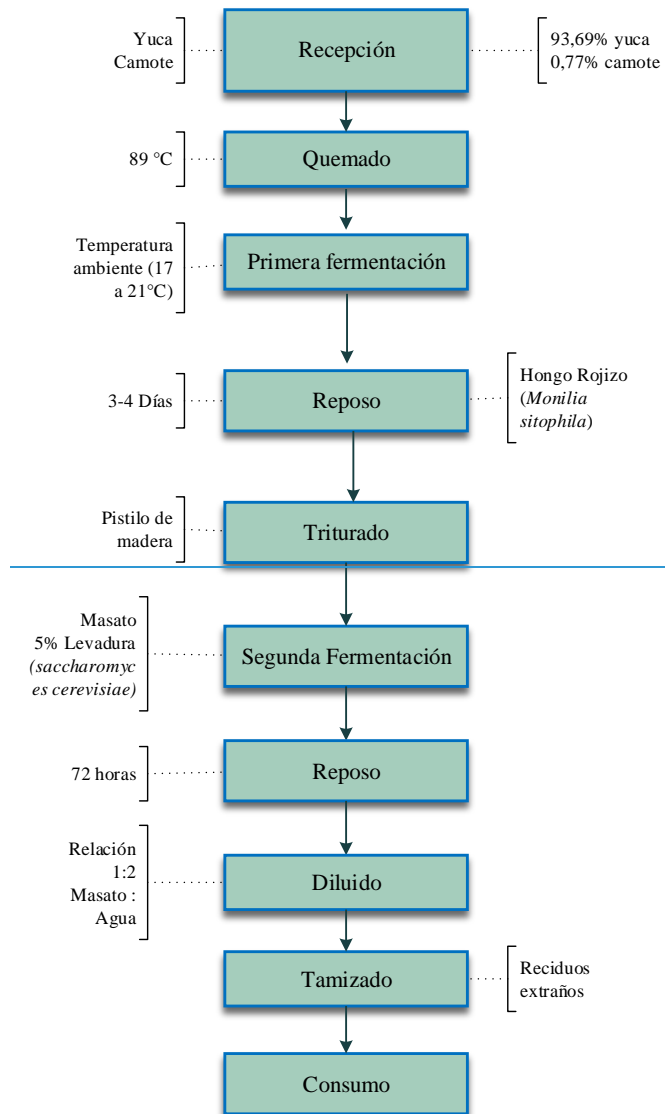 Yuca
Camote
Recepción
93,69% yuca
0,77% camote
89 °C
Quemado
Temperatura
ambiente (17
a 21°C)
Primera fermentación
3-4 Días
Reposo
Hongo Rojizo
(Monilia
sitophila)
Pistilo de
madera
Triturado
Masato
5% Levadura
(saccharomyc
es cerevisiae)
Segunda Fermentación
72 horas
Reposo
Relación
1:2
Masato :
Agua
Diluido
Tamizado
Reciduos
extraños
Consumo